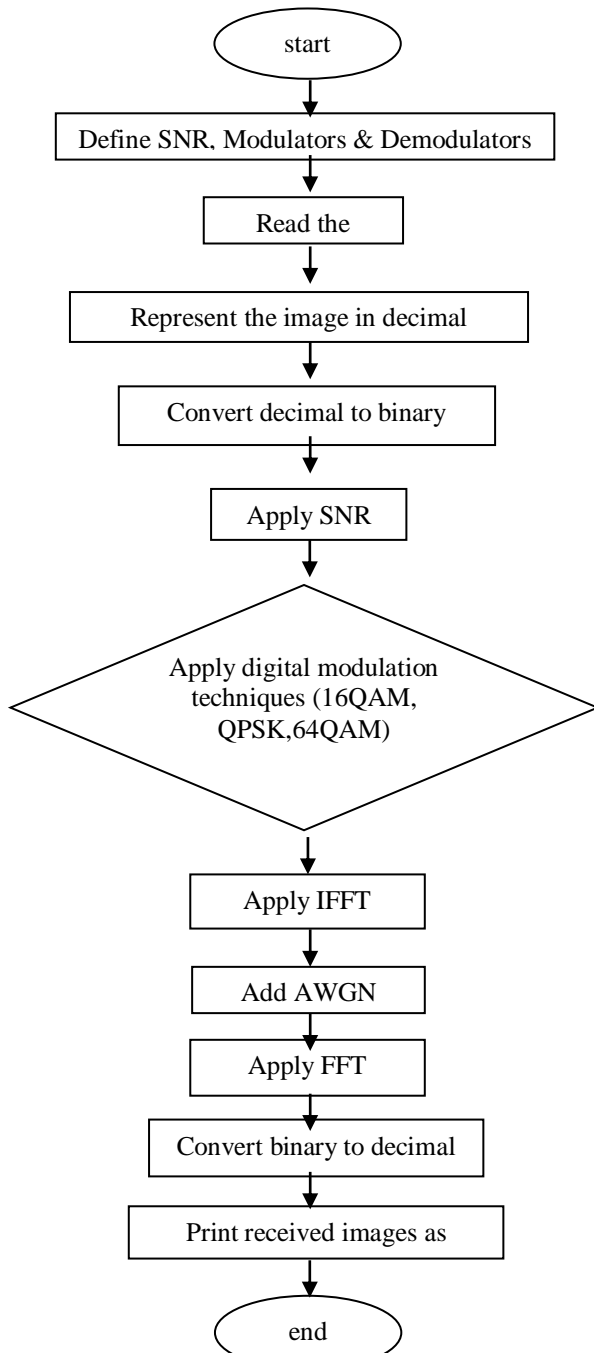 start
Define SNR, Modulators & Demodulators
Read the
Represent the image in decimal
Convert decimal to binary
Apply SNR
Apply digital modulation
techniques (16QAM,
QPSK,64QAM)
Apply IFFT
Add AWGN
Apply FFT
Convert binary to decimal
Print received images as
end